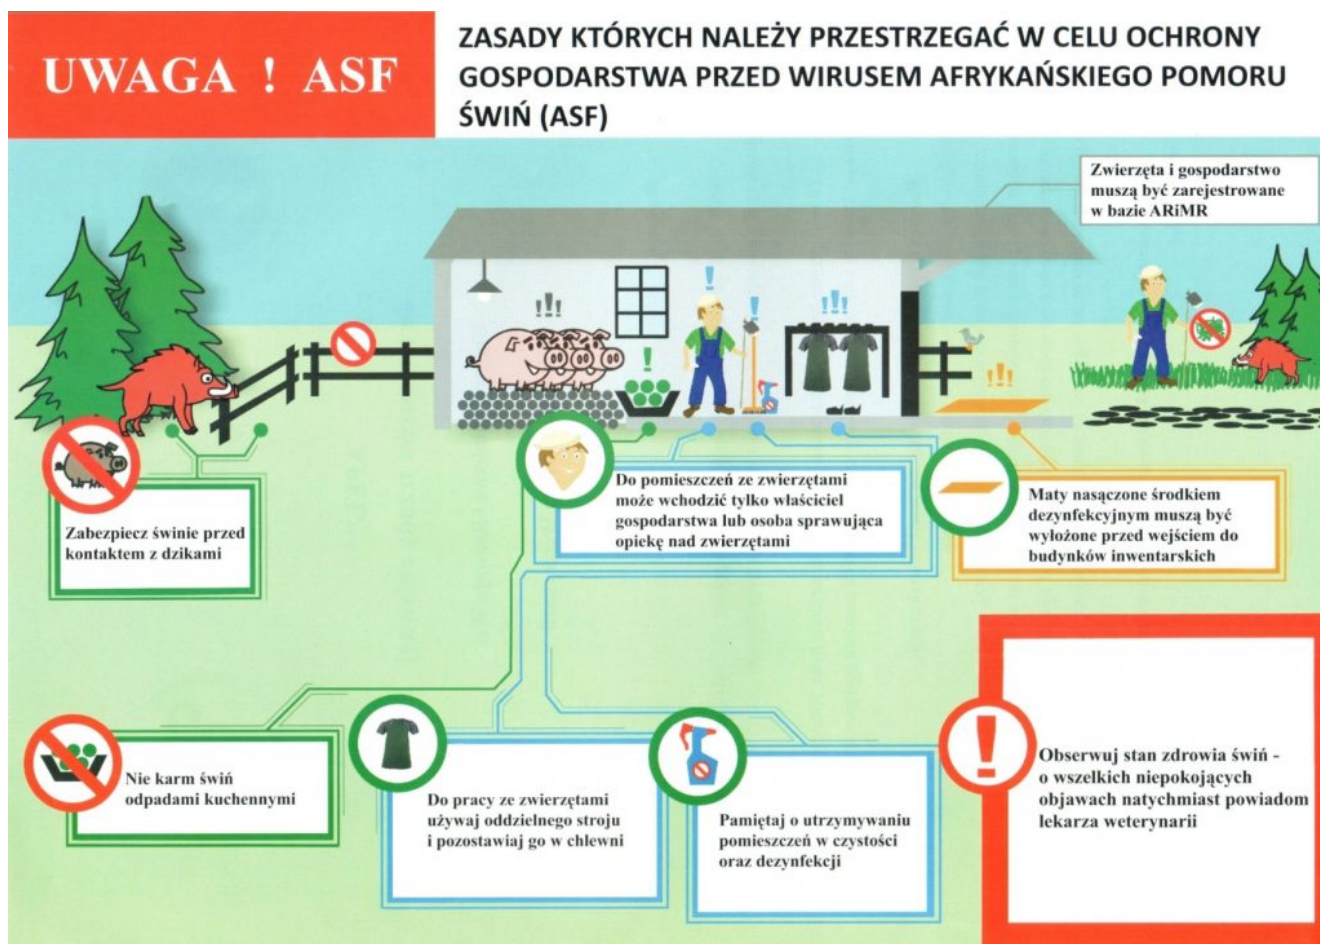 UWAGA ! ASF
ZASADY KTÓRYCH NALEŻY PRZESTRZEGAĆ W CELU OCHRONY
GOSPODARSTWA PRZED WIRUSEM AFRYKAŃSKIEGO POMORU
ŚWIŃ (ASF)
Zwierzęta i gospodarstwo
muszą być zarejestrowane
w bazie ARiMR
Zabezpiecz świnie przed
kontaktem z dzikami
Do pomieszczeń ze zwierzętami
może wchodzić tylko właściciel
gospodarstwa lub osoba sprawująca
opiekę nad zwierzętami
Maty nasączone środkiem
dezynfekcyjnym muszą być
wyłożone przed wejściem do
budynków inwentarskich
Nie karm świń
odpadami kuchennymi
Do pracy ze zwierzętami
używaj oddzielnego stroju
i pozostawiaj go w chlewni
Pamiętaj o utrzymywaniu
pomieszczeń w czystości
oraz dezynfekcji
Obserwuj stan zdrowia świń -
o wszelkich niepokojących
objawach natychmiast powiadom
lekarza weterynarii